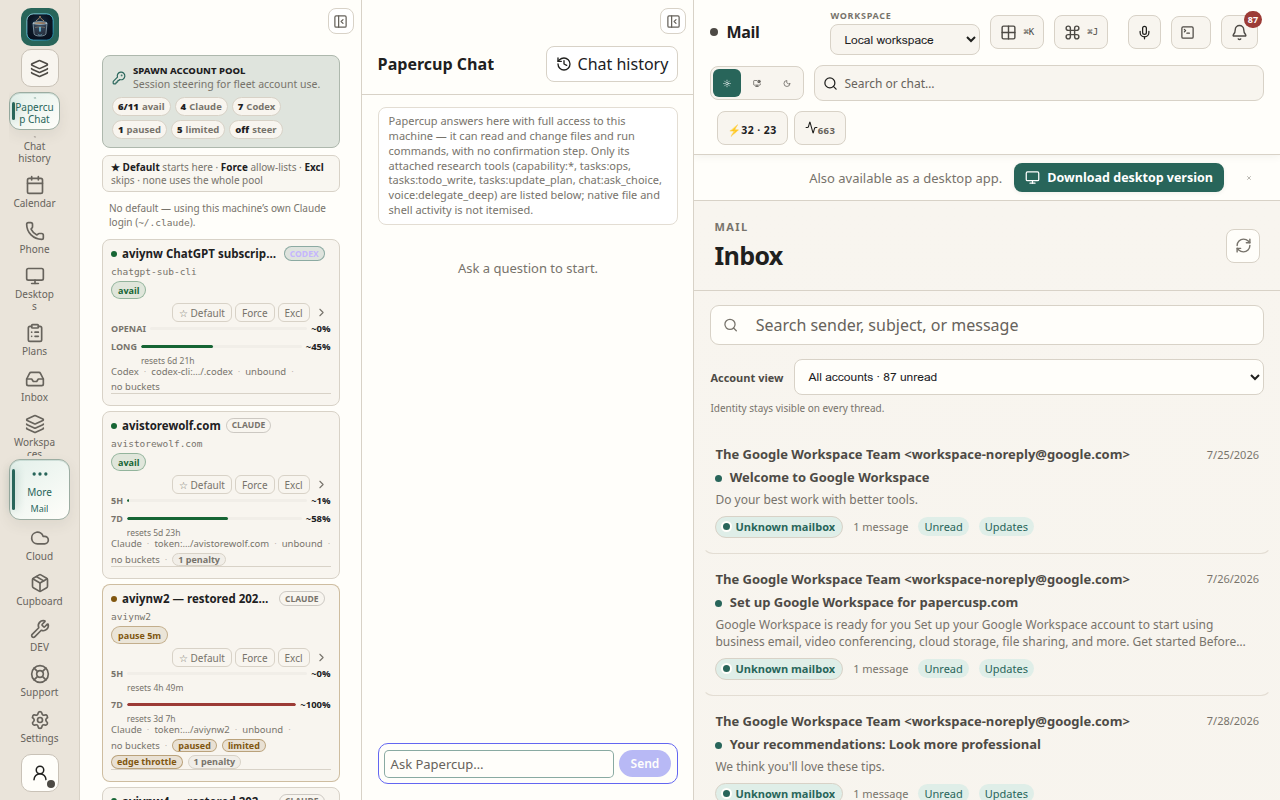 Papercu
p Chat
Chat
history
Calendar
Phone
Desktop
s
Plans
Inbox
Workspa
ces
More
Mail
Cloud
Cupboard
DEV
Support
Settings
SPAWN ACCOUNT POOL
Session steering for fleet account use.
6/11 avail
4 Claude
7 Codex
1 paused
5 limited
off steer
★ Default starts here · Force allow-lists · Excl
skips · none uses the whole pool
No default — using this machine's own Claude
login (~/.claude).
aviynw ChatGPT subscrip…
CODEX
chatgpt-sub-cli
avail
☆ Default
Force
Excl
OPENAI
~0%
LONG
~45%
resets 6d 21h
Codex · codex-cli:…/.codex · unbound ·
no buckets
avistorewolf.com
CLAUDE
avistorewolf.com
avail
☆ Default
Force
Excl
5H
~1%
7D
~58%
resets 5d 23h
Claude · token:…/avistorewolf.com · unbound ·
no buckets · 1 penalty
aviynw2 — restored 202…
CLAUDE
aviynw2
pause 5m
☆ Default
Force
Excl
5H
~0%
resets 4h 49m
7D
~100%
resets 3d 7h
Claude · token:…/aviynw2 · unbound ·
no buckets · paused limited
edge throttle 1 penalty
aviynw4 — restored 202…
CLAUDE
Papercup Chat
Chat history
Papercup answers here with full access to this
machine — it can read and change files and run
commands, with no confirmation step. Only its
attached research tools (capability:*, tasks:ops,
tasks:todo_write, tasks:update_plan, chat:ask_choice,
voice:delegate_deep) are listed below; native file and
shell activity is not itemised.
Ask a question to start.
Ask Papercup...
Send
Mail
WORKSPACE
Local workspace
⌘K
⌘J
87
Search or chat...
⚡32 · 23
663
Also available as a desktop app.
Download desktop version
×
MAIL
Inbox
Search sender, subject, or message
Account view
All accounts · 87 unread
Identity stays visible on every thread.
The Google Workspace Team <workspace-noreply@google.com>
7/25/2026
Welcome to Google Workspace
Do your best work with better tools.
Unknown mailbox
1 message
Unread
Updates
The Google Workspace Team <workspace-noreply@google.com>
7/26/2026
Set up Google Workspace for papercusp.com
Google Workspace is ready for you Set up your Google Workspace account to start using
business email, video conferencing, cloud storage, file sharing, and more. Get started Before…
Unknown mailbox
1 message
Unread
Updates
The Google Workspace Team <workspace-noreply@google.com>
7/28/2026
Your recommendations: Look more professional
We think you'll love these tips.
Unknown mailbox
1 message
Unread
Updates